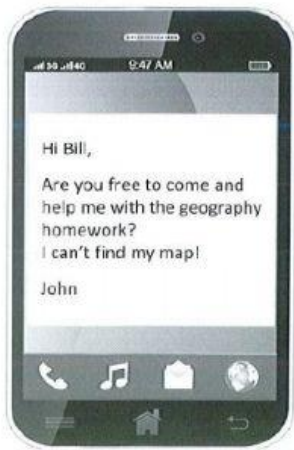 9:47 AM
Hi Bill,
Are you free to come and
help me with the geography
homework?
I can't find my map!
John